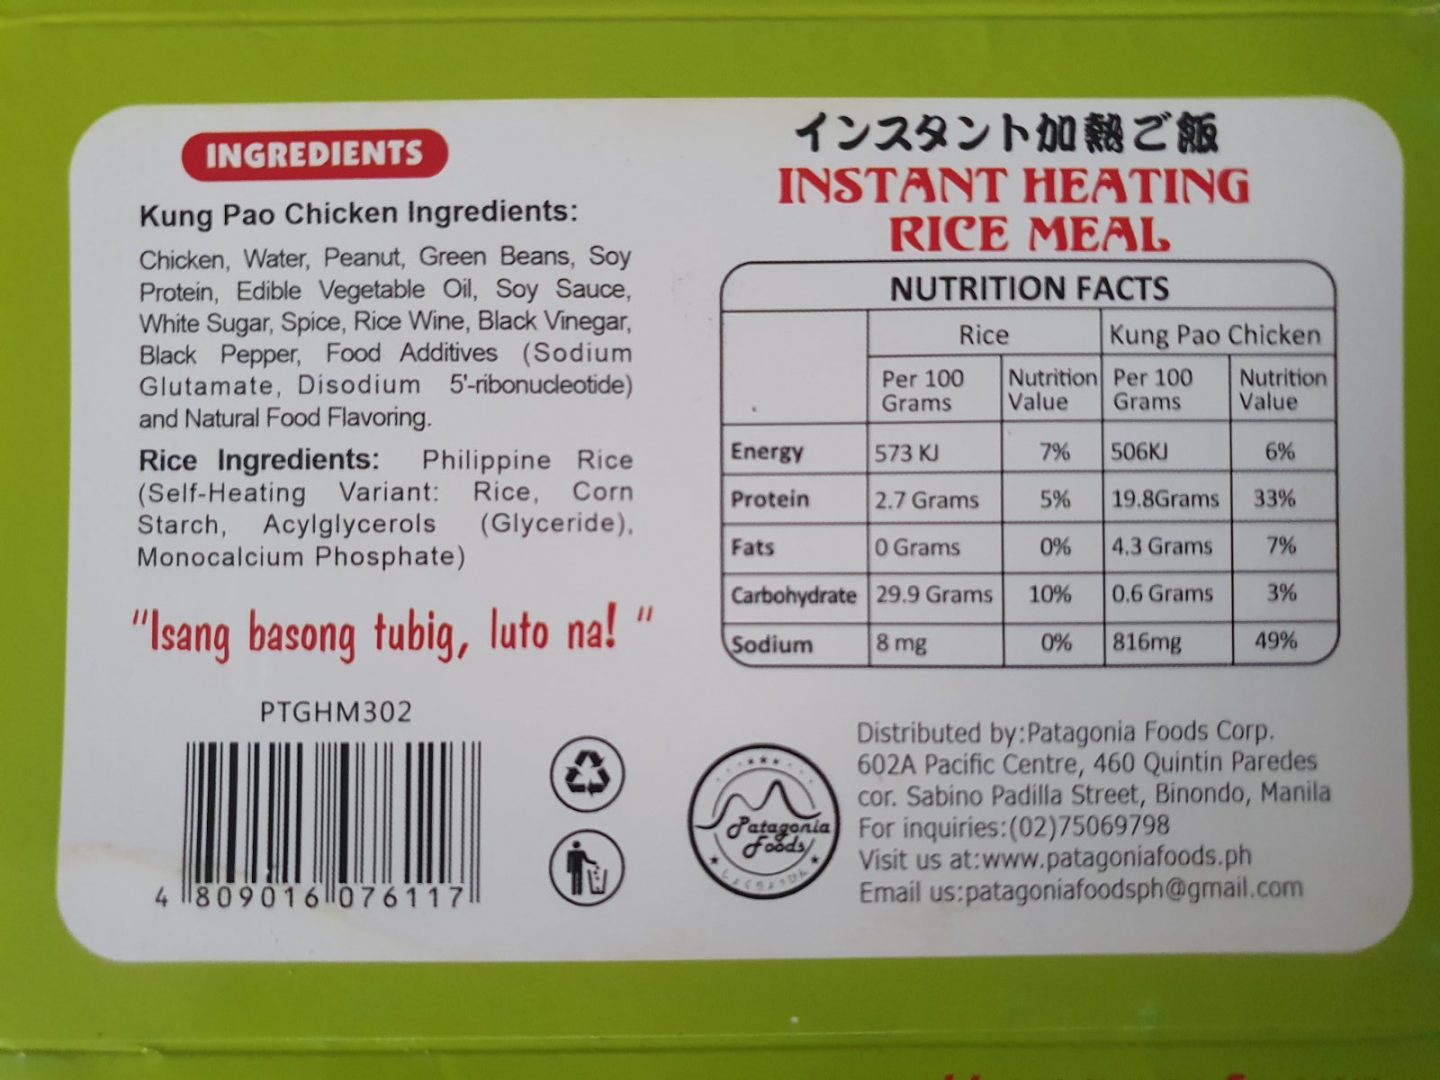 INGREDIENTS
Kung Pao Chicken Ingredients:
Chicken, Water, Peanut, Green Beans, Soy
Protein, Edible Vegetable Oil, Soy Sauce,
White Sugar, Spice, Rice Wine, Black Vinegar,
Black Pepper, Food Additives (Sodium
Glutamate, Disodium 5'-ribonucleotide)
and Natural Food Flavoring.
Rice Ingredients: Philippine Rice
(Self-Heating Variant: Rice, Corn
Starch, Acylglycerols (Glyceride),
Monocalcium Phosphate)
"Isang basong tubig, luto na! "
PTGHM302
4 809016 076117
インスタント加熱ご飯
INSTANT HEATING
RICE MEAL
NUTRITION FACTS
Rice Kung Pao Chicken
Per 100 Grams Nutrition Value Per 100 Grams Nutrition Value
Energy 573 KJ 7% 506KJ 6%
Protein 2.7 Grams 5% 19.8Grams 33%
Fats 0 Grams 0% 4.3 Grams 7%
Carbohydrate 29.9 Grams 10% 0.6 Grams 3%
Sodium 8 mg 0% 816mg 49%
Patagonia
Foods
しょくりょうひん
Distributed by:Patagonia Foods Corp.
602A Pacific Centre, 460 Quintin Paredes
cor. Sabino Padilla Street, Binondo, Manila
For inquiries:(02)75069798
Visit us at:www.patagoniafoods.ph
Email us:patagoniafoodsph@gmail.com